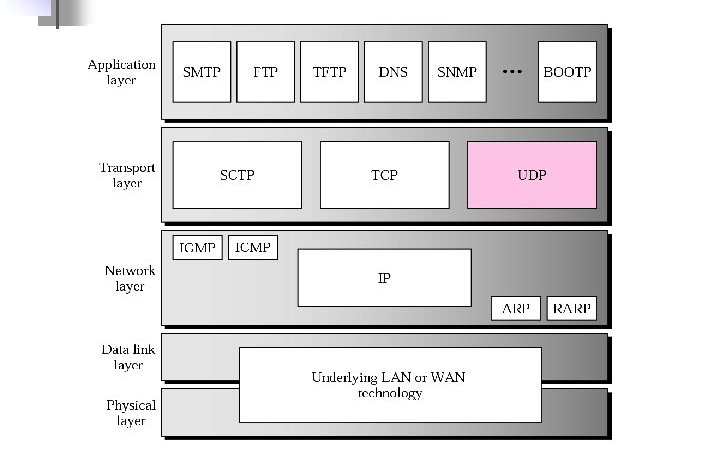 Application
layer
SMTP
FTP
TFTP
DNS
SNMP
...
BOOTP
Transport
layer
SCTP
TCP
UDP
Network
layer
IGMP
ICMP
IP
ARP
RARP
Data link
layer
Underlying LAN or WAN
technology
Physical
layer